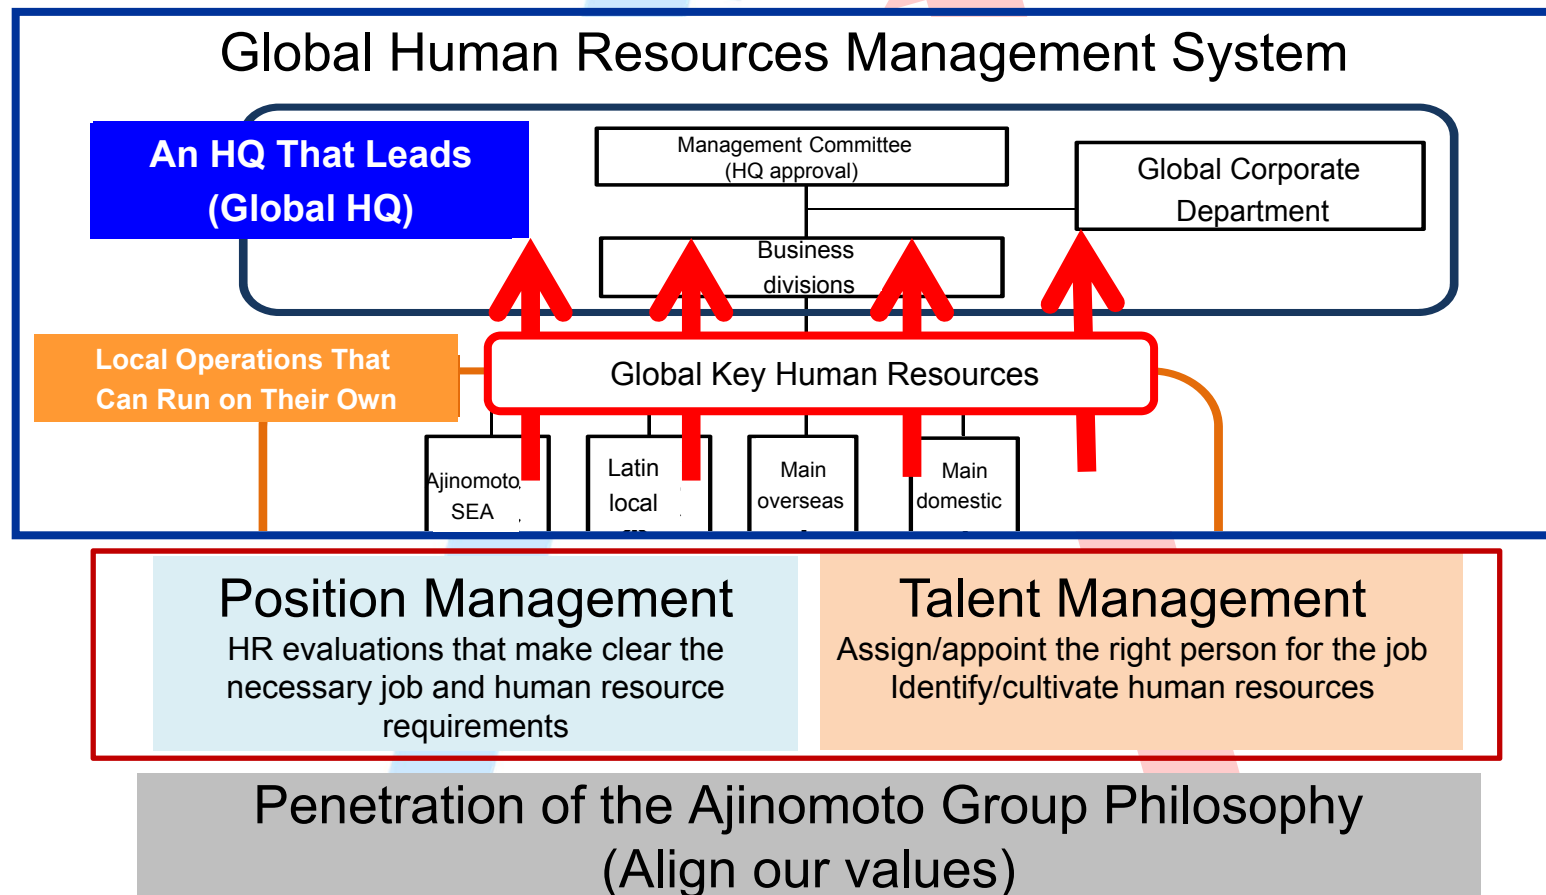 Global Human Resources Management System
An HQ That Leads
(Global HQ)
Management Committee
(HQ approval)
Global Corporate
Department
Business
divisions
Local Operations That
Can Run on Their Own
Global Key Human Resources
Ajinomoto
SEA
Latin
local
Main
overseas
Main
domestic
Position Management
HR evaluations that make clear the
necessary job and human resource
requirements
Talent Management
Assign/appoint the right person for the job
Identify/cultivate human resources
Penetration of the Ajinomoto Group Philosophy
(Align our values)